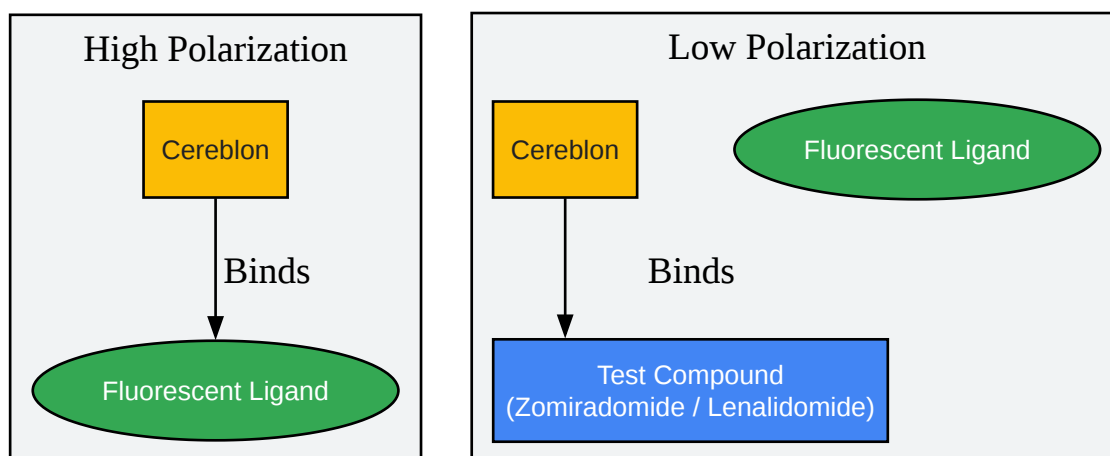 High Polarization
Cereblon
Binds
Fluorescent Ligand
Low Polarization
Cereblon
Fluorescent Ligand
Binds
Test Compound
(Zomiradomide / Lenalidomide)